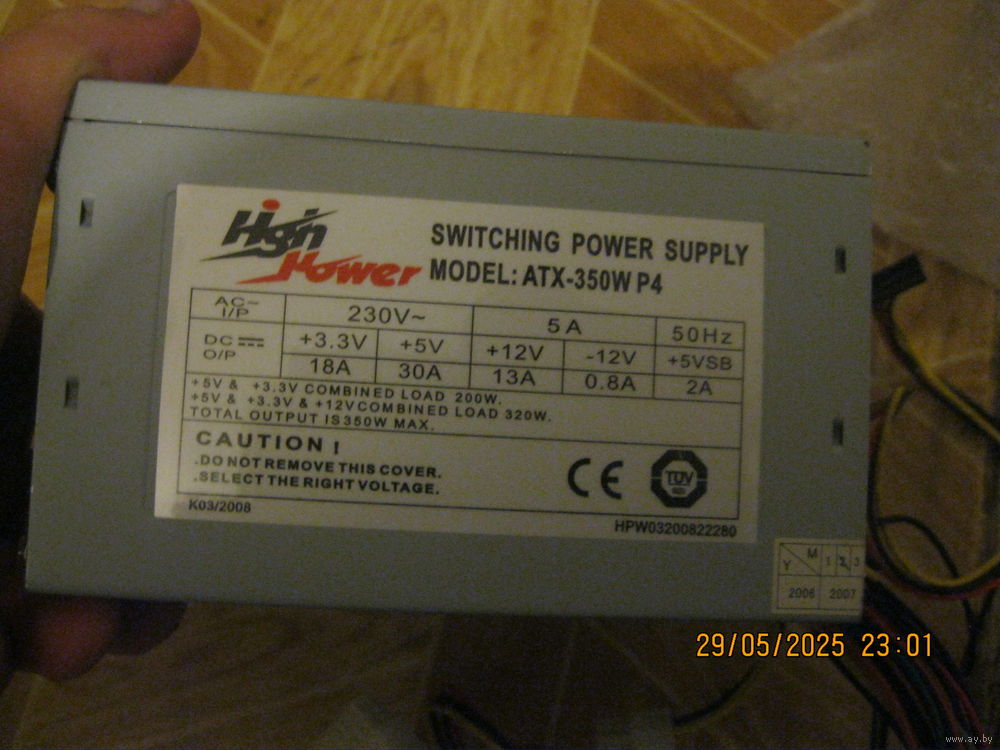 High Power
SWITCHING POWER SUPPLY
MODEL: ATX-350W P4
AC~ I/P 230V~ 5A 50Hz
DC O/P +3.3V +5V +12V -12V +5VSB
18A 30A 13A 0.8A 2A
+5V & +3.3V COMBINED LOAD 200W.
+5V & +3.3V & +12V COMBINED LOAD 320W.
TOTAL OUTPUT IS 350W MAX.
CAUTION !
.DO NOT REMOVE THIS COVER.
.SELECT THE RIGHT VOLTAGE.
CE
TUV
K03/2008
HPW03200822280
Y M 1 2 3
2006 2007
29/05/2025 23:01
www.ay.by